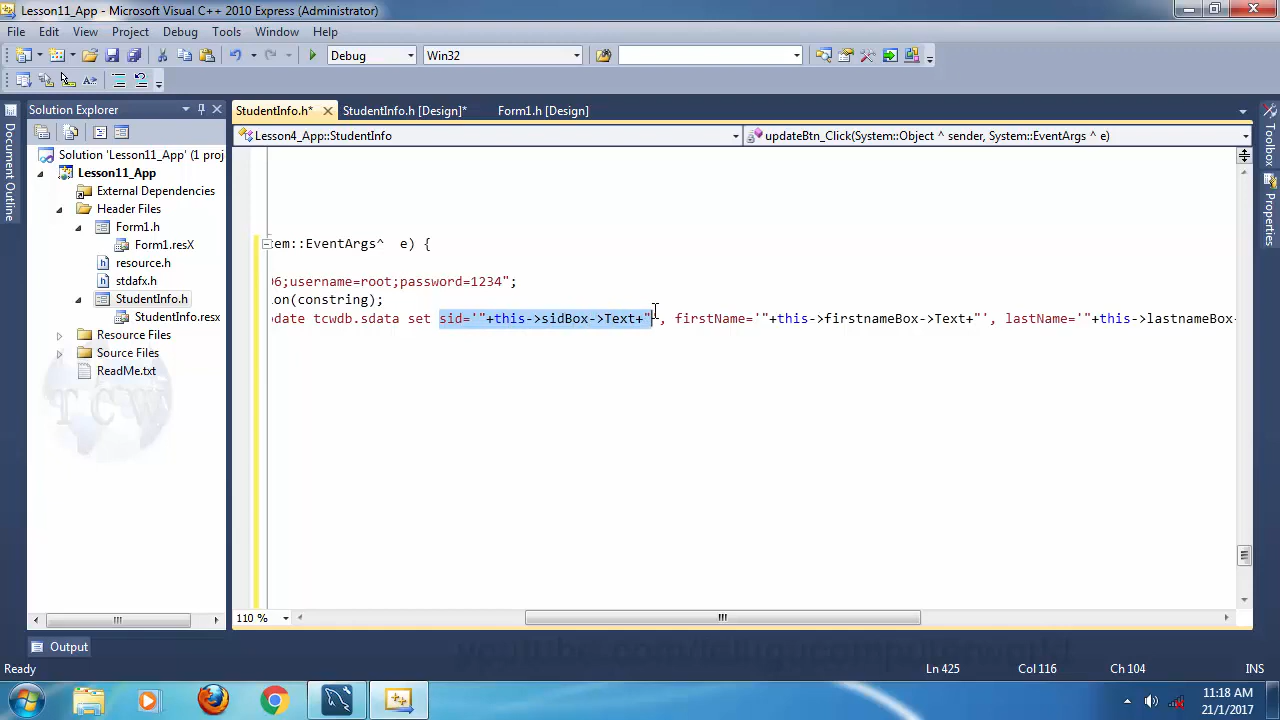 Lesson11_App - Microsoft Visual C++ 2010 Express (Administrator)
File Edit View Project Debug Tools Window Help
Debug Win32
Solution Explorer
StudentInfo.h* StudentInfo.h [Design]* Form1.h [Design]
Lesson4_App::StudentInfo updateBtn_Click(System::Object ^ sender, System::EventArgs ^ e)
Document Outline
Toolbox
Properties
Solution 'Lesson11_App' (1 proj
Lesson11_App
External Dependencies
Header Files
Form1.h
Form1.resX
resource.h
stdafx.h
StudentInfo.h
StudentInfo.resx
Resource Files
Source Files
ReadMe.txt
TCW
em::EventArgs^ e) {
6;username=root;password=1234";
on(constring);
date tcwdb.sdata set sid='"+this->sidBox->Text+"', firstName='"+this->firstnameBox->Text+"', lastName='"+this->lastnameBox-
110 %
Output
Ready Ln 425 Col 116 Ch 104 INS
11:18 AM
21/1/2017